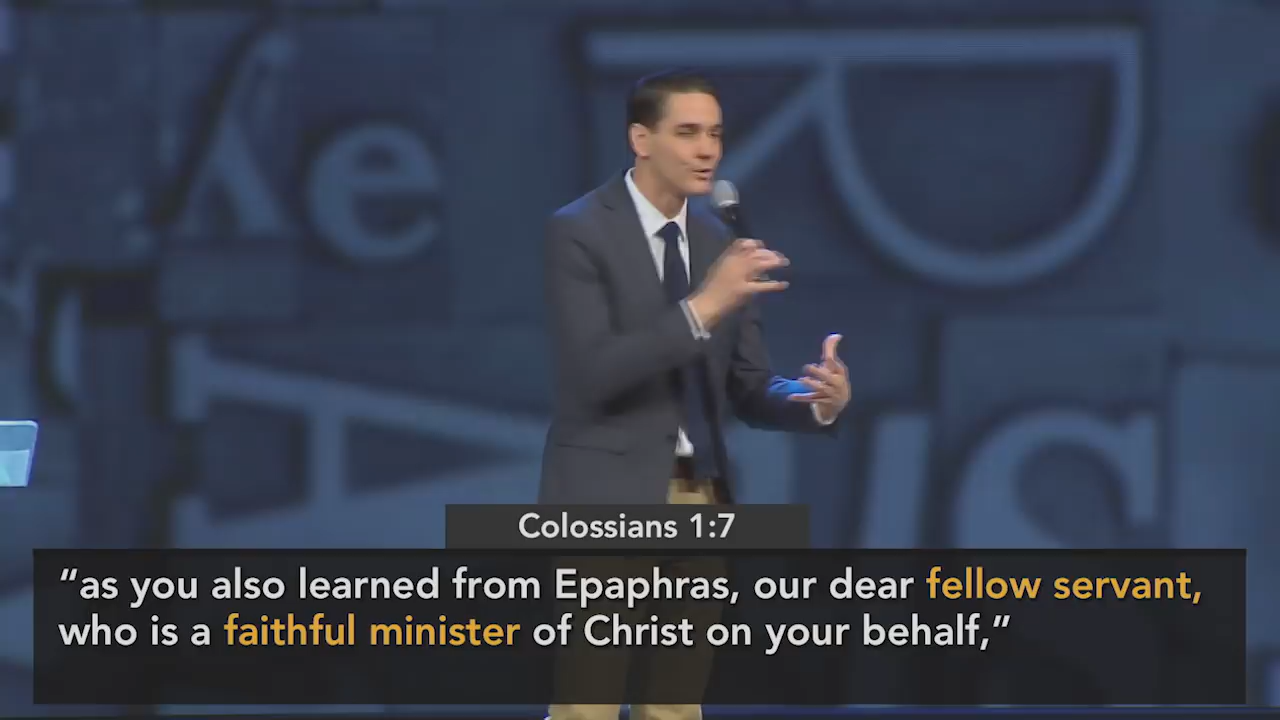 Colossians 1:7
“as you also learned from Epaphras, our dear fellow servant,
who is a faithful minister of Christ on your behalf,”